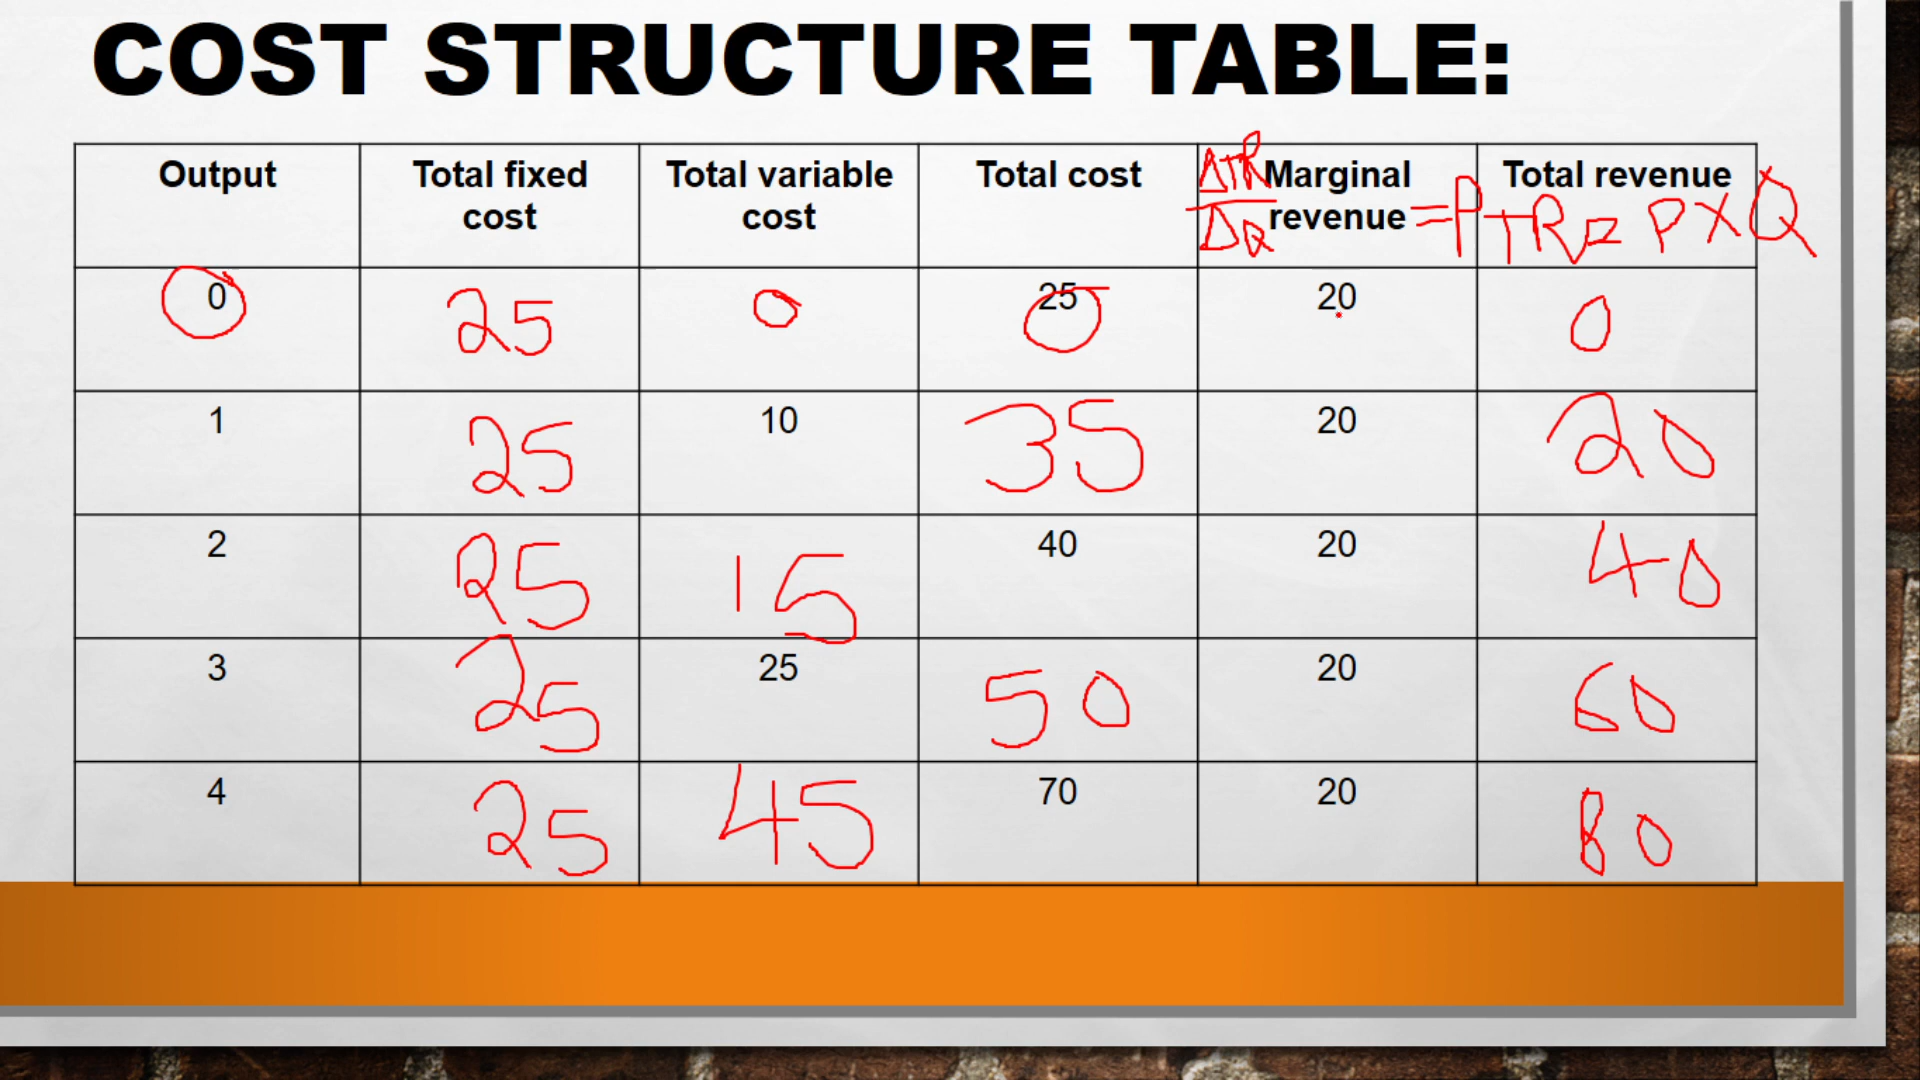 COST STRUCTURE TABLE:
Output Total fixed cost Total variable cost Total cost ΔTR/ΔQ Marginal revenue =P Total revenue TR = P X Q
0 25 0 25 20 0
1 25 10 35 20 20
2 25 15 40 20 40
3 25 25 50 20 60
4 25 45 70 20 80